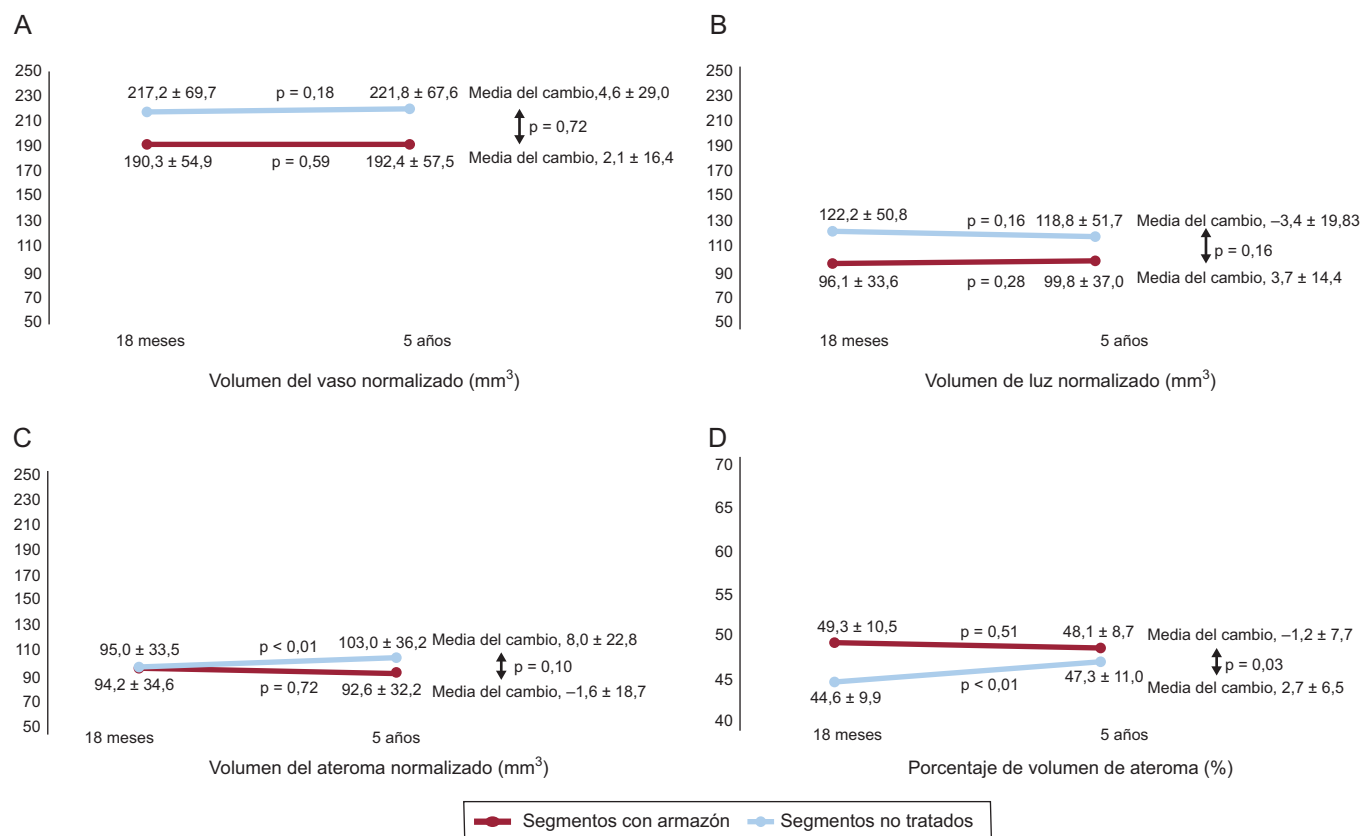 A
250
230
210
190
170
150
130
110
90
70
50
217,2 ± 69,7
p = 0,18
221,8 ± 67,6
Media del cambio,4,6 ± 29,0
p = 0,72
190,3 ± 54,9
p = 0,59
192,4 ± 57,5
Media del cambio, 2,1 ± 16,4
18 meses
5 años
Volumen del vaso normalizado (mm³)
B
250
230
210
190
170
150
130
110
90
70
50
122,2 ± 50,8
p = 0,16
118,8 ± 51,7
Media del cambio, –3,4 ± 19,83
p = 0,16
96,1 ± 33,6
p = 0,28
99,8 ± 37,0
Media del cambio, 3,7 ± 14,4
18 meses
5 años
Volumen de luz normalizado (mm³)
C
250
230
210
190
170
150
130
110
90
70
50
95,0 ± 33,5
p < 0,01
103,0 ± 36,2
Media del cambio, 8,0 ± 22,8
p = 0,10
94,2 ± 34,6
p = 0,72
92,6 ± 32,2
Media del cambio, –1,6 ± 18,7
18 meses
5 años
Volumen del ateroma normalizado (mm³)
D
70
65
60
55
50
45
40
49,3 ± 10,5
p = 0,51
48,1 ± 8,7
Media del cambio, –1,2 ± 7,7
p = 0,03
44,6 ± 9,9
p < 0,01
47,3 ± 11,0
Media del cambio, 2,7 ± 6,5
18 meses
5 años
Porcentaje de volumen de ateroma (%)
Segmentos con armazón
Segmentos no tratados